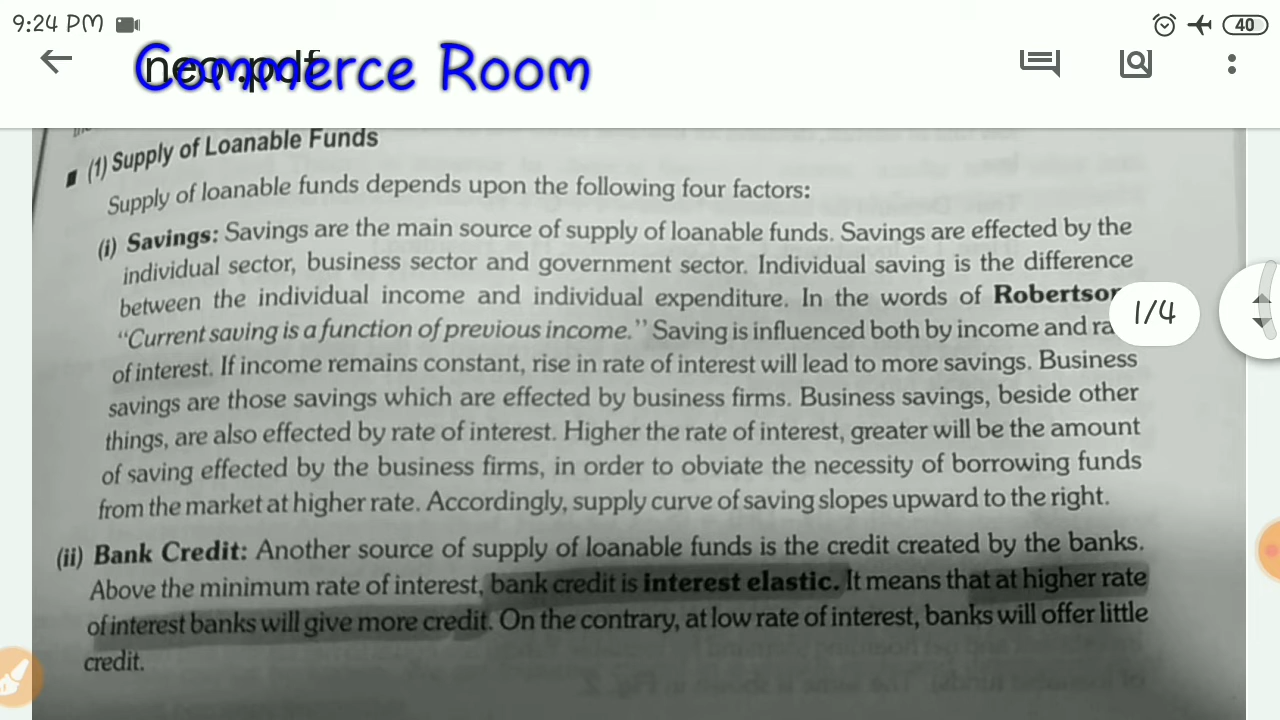 9:24 PM
40
neo .pdf
Commerce Room
(1) Supply of Loanable Funds
Supply of loanable funds depends upon the following four factors:
(i) Savings: Savings are the main source of supply of loanable funds. Savings are effected by the
individual sector, business sector and government sector. Individual saving is the difference
between the individual income and individual expenditure. In the words of Robertson
1/4
"Current saving is a function of previous income." Saving is influenced both by income and ra
of interest. If income remains constant, rise in rate of interest will lead to more savings. Business
savings are those savings which are effected by business firms. Business savings, beside other
things, are also effected by rate of interest. Higher the rate of interest, greater will be the amount
of saving effected by the business firms, in order to obviate the necessity of borrowing funds
from the market at higher rate. Accordingly, supply curve of saving slopes upward to the right.
(ii) Bank Credit: Another source of supply of loanable funds is the credit created by the banks.
Above the minimum rate of interest, bank credit is interest elastic. It means that at higher rate
of interest banks will give more credit. On the contrary, at low rate of interest, banks will offer little
credit.